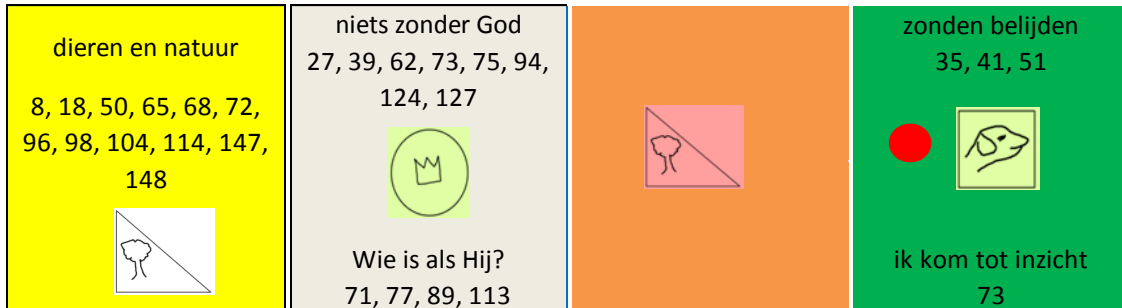 dieren en natuur
8, 18, 50, 65, 68, 72,
96, 98, 104, 114, 147,
148
niets zonder God
27, 39, 62, 73, 75, 94,
124, 127
Wie is als Hij?
71, 77, 89, 113
zonden belijden
35, 41, 51
ik kom tot inzicht
73